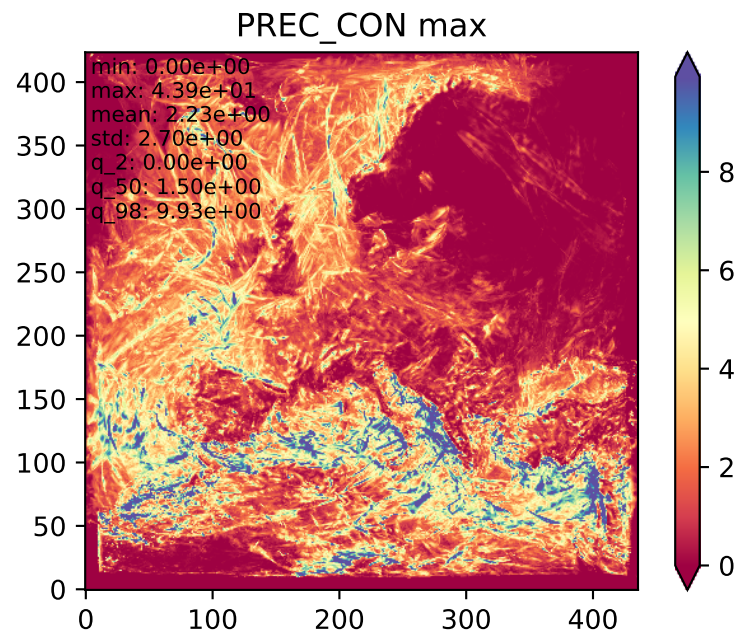 PREC_CON max
min: 0.00e+00
max: 4.39e+01
mean: 2.23e+00
std: 2.70e+00
q_2: 0.00e+00
q_50: 1.50e+00
q_98: 9.93e+00
400
350
300
250
200
150
100
50
0
0 100 200 300 400
8
6
4
2
0